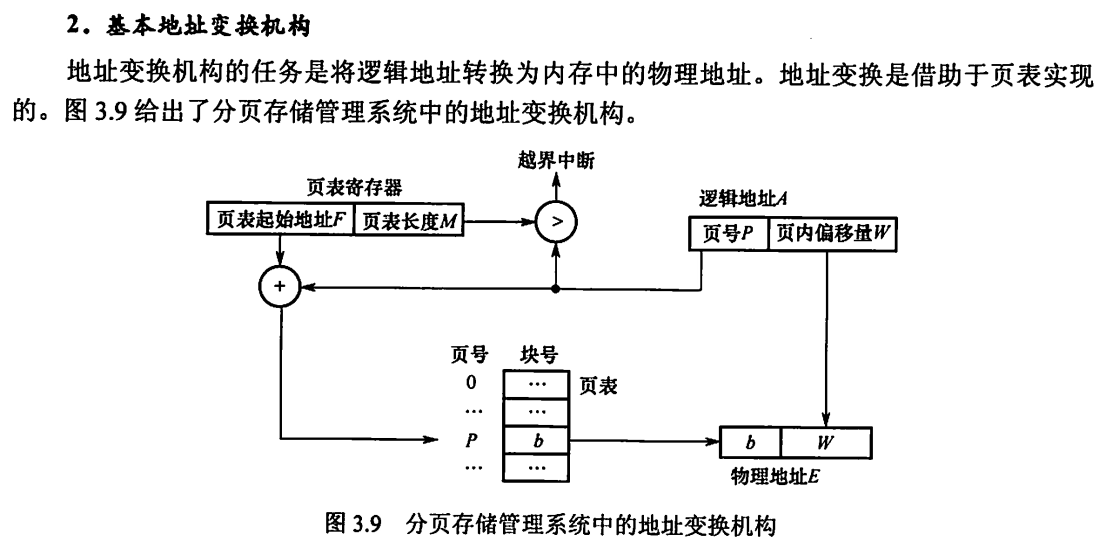 2。基本地址变换机构
地址变换机构的任务是将逻辑地址转换为内存中的物理地址。地址变换是借助于页表实现
的。图 3.9 给出了分页存储管理系统中的地址变换机构。
越界中断
页表寄存器
逻辑地址A
页表起始地址F 页表长度M
>
页号P 页内偏移量W
+
页号 块号
0 … 页表
… …
P b
b W
… …
物理地址E
图 3.9 分页存储管理系统中的地址变换机构